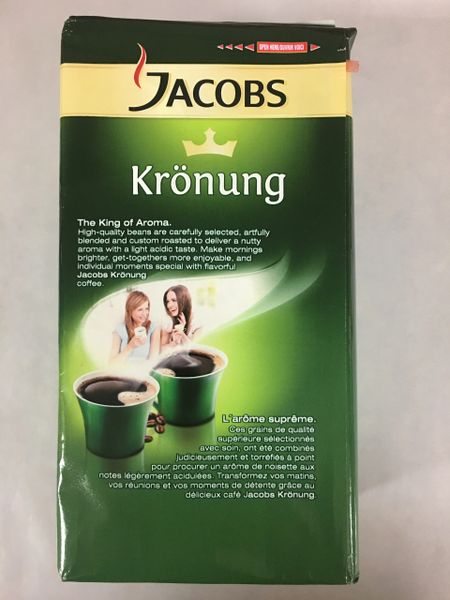 OPEN HERE/OUVRIR VOICI
JACOBS
Krönung
The King of Aroma.
High-quality beans are carefully selected, artfully
blended and custom roasted to deliver a nutty
aroma with a light acidic taste. Make mornings
brighter, get-togethers more enjoyable, and
individual moments special with flavorful
Jacobs Krönung
coffee.
L'arôme suprême.
Ces grains de qualité
supérieure sélectionnés
avec soin, ont été combinés
judicieusement et torréfiés à point
pour procurer un arôme de noisette aux
notes légèrement acidulées. Transformez vos matins,
vos réunions et vos moments de détente grâce au
délicieux café Jacobs Krönung